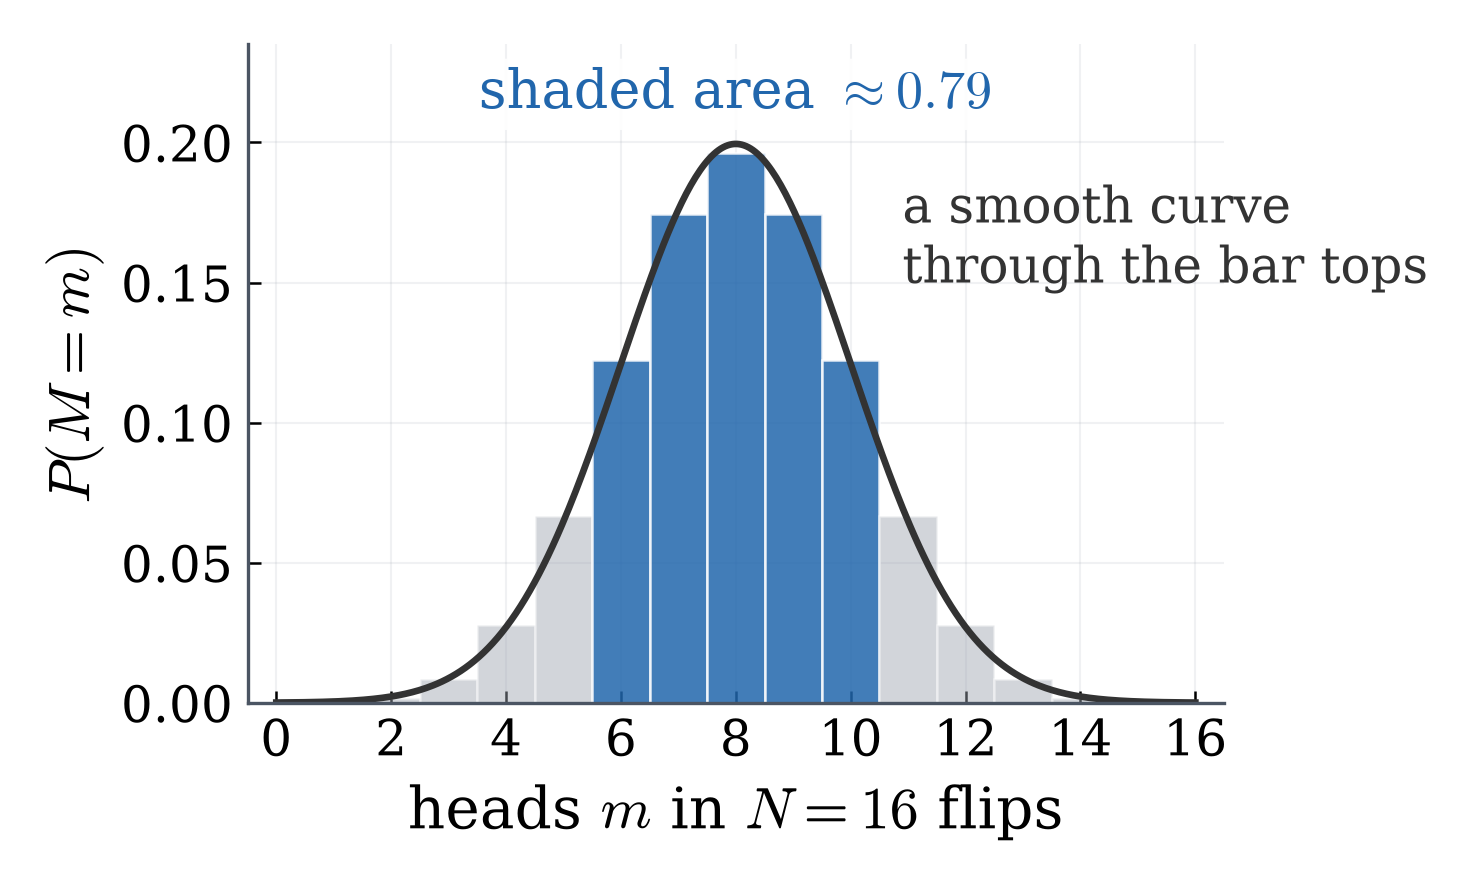 shaded area ≈ 0.79
a smooth curve
through the bar tops
P(M = m)
0.20
0.15
0.10
0.05
0.00
0 2 4 6 8 10 12 14 16
heads m in N = 16 flips